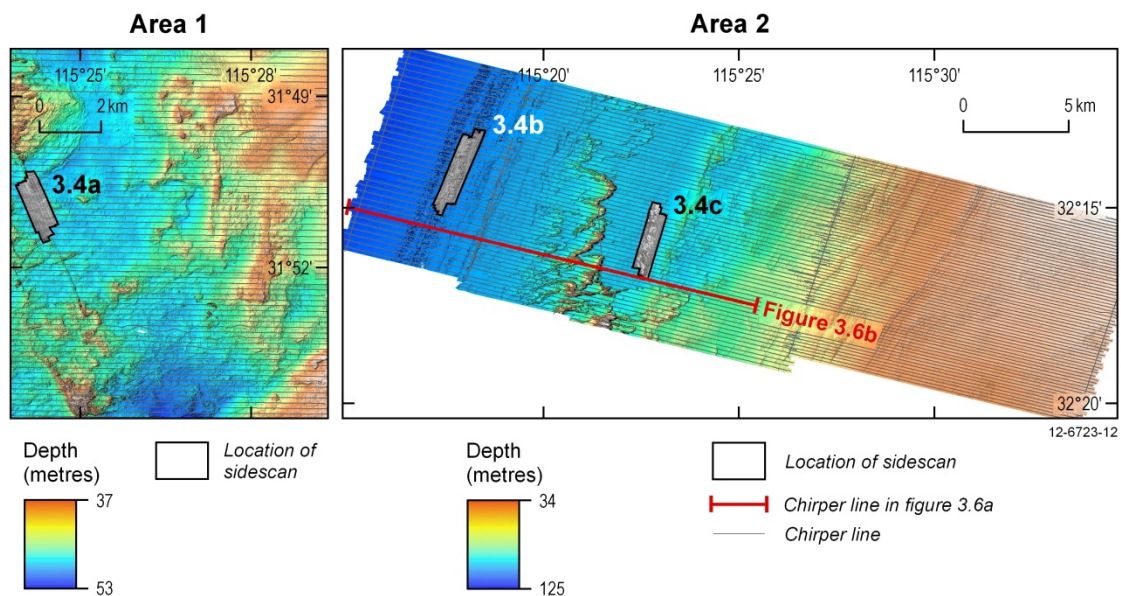 Area 1
Area 2
115°25'
115°28'
31°49'
0 2 km
3.4a
31°52'
115°20'
115°25'
115°30'
0 5 km
3.4b
3.4c
32°15'
Figure 3.6b
32°20'
12-6723-12
Depth
(metres)
37
53
Location of
sidescan
Depth
(metres)
34
125
Location of sidescan
Chirper line in figure 3.6a
Chirper line